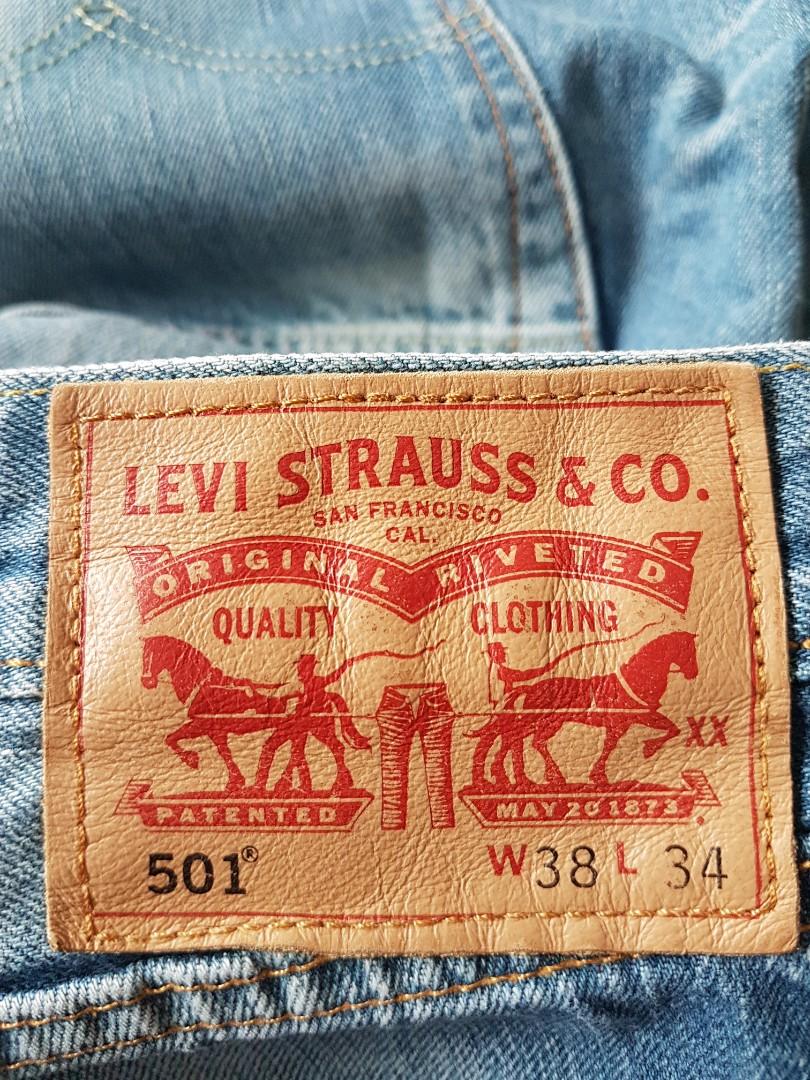 LEVI STRAUSS & CO.
SAN FRANCISCO
CAL.
ORIGINAL RIVETED
QUALITY CLOTHING
XX
PATENTED MAY 20 1873
501® W38 L 34